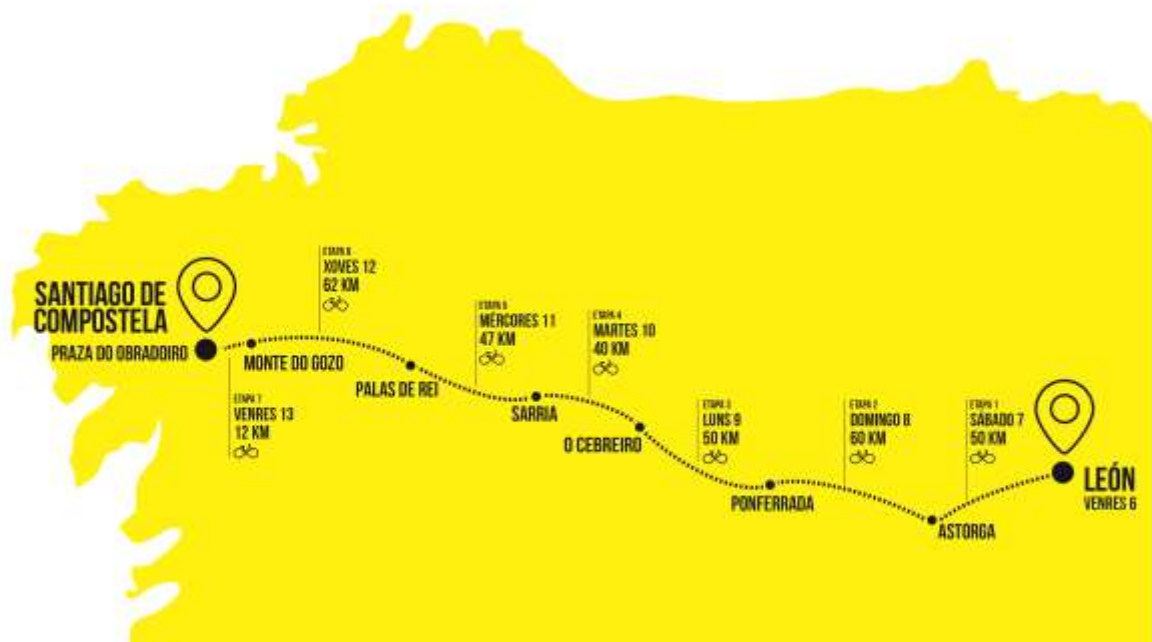 SANTIAGO DE
COMPOSTELA
PRAZA DO OBRADOIRO
ETAPA 7
VENRES 13
12 KM
MONTE DO GOZO
ETAPA 6
XOVES 12
62 KM
PALAS DE REI
ETAPA 5
MÉRCORES 11
47 KM
SARRIA
ETAPA 4
MARTES 10
40 KM
O CEBREIRO
ETAPA 3
LUNS 9
50 KM
PONFERRADA
ETAPA 2
DOMINGO 8
60 KM
ASTORGA
ETAPA 1
SÁBADO 7
50 KM
LEÓN
VENRES 6